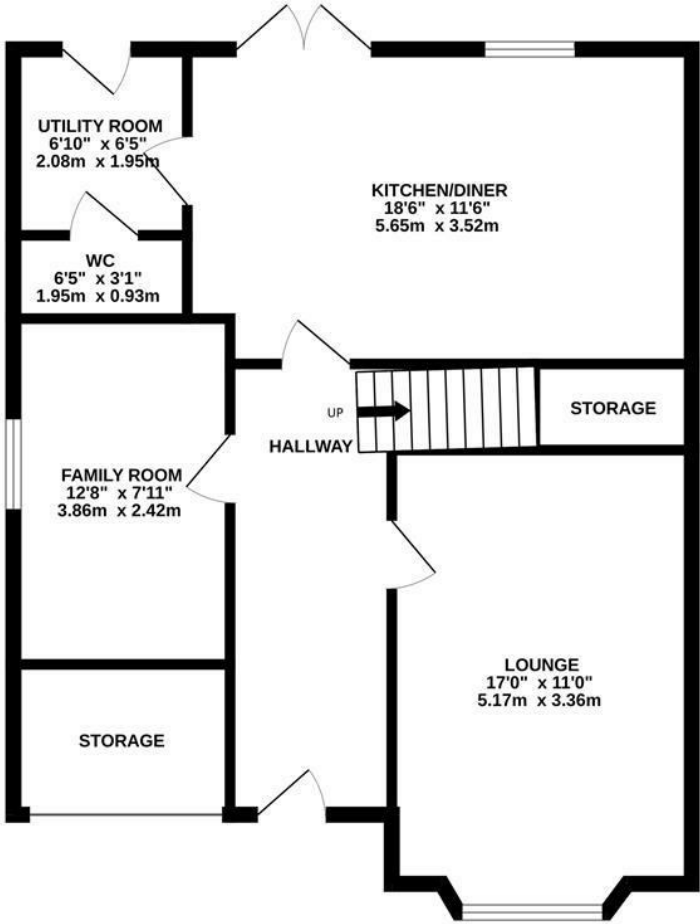 UTILITY ROOM
6'10" x 6'5"
2.08m x 1.95m
KITCHEN/DINER
18'6" x 11'6"
5.65m x 3.52m
WC
6'5" x 3'1"
1.95m x 0.93m
UP
STORAGE
HALLWAY
FAMILY ROOM
12'8" x 7'11"
3.86m x 2.42m
LOUNGE
17'0" x 11'0"
5.17m x 3.36m
STORAGE